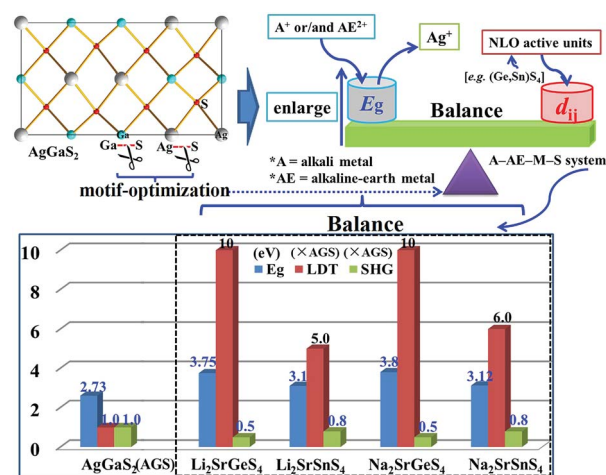 A⁺ or/and AE²⁺
Ag⁺
NLO active units
[e.g. (Ge,Sn)S₄]
enlarge
Eg
Balance
dij
S
AgGaS₂
Ga
Ga---S
Ag---S
Ag
motif-optimization
*A = alkali metal
*AE = alkaline-earth metal
A–AE–M–S system
Balance
(eV) (×AGS) (×AGS)
Eg LDT SHG
10
8
6
4
2
0
2.73
1.0
1.0
3.75
10
0.5
3.1
5.0
0.8
3.8
10
0.5
3.12
6.0
0.8
AgGaS₂(AGS) Li₂SrGeS₄ Li₂SrSnS₄ Na₂SrGeS₄ Na₂SrSnS₄